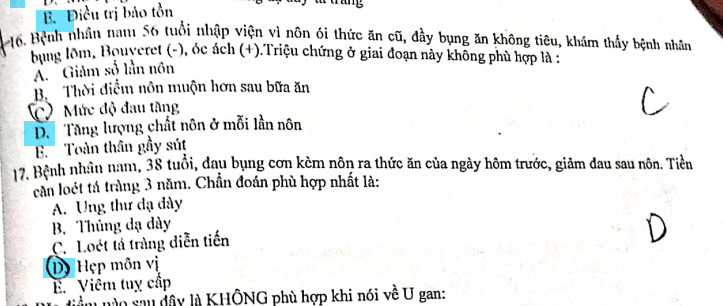 E. Điều trị bảo tồn
16. Bệnh nhân nam 56 tuổi nhập viện vì nôn ói thức ăn cũ, đầy bụng ăn không tiêu, khám thấy bệnh nhân
bụng lõm, Bouveret (-), óc ách (+).Triệu chứng ở giai đoạn này không phù hợp là :
A. Giảm số lần nôn
B. Thời điểm nôn muộn hơn sau bữa ăn
C. Mức độ đau tăng
C
D. Tăng lượng chất nôn ở mỗi lần nôn
E. Toàn thân gầy sút
17. Bệnh nhân nam, 38 tuổi, đau bụng cơn kèm nôn ra thức ăn của ngày hôm trước, giảm đau sau nôn. Tiền
căn loét tá tràng 3 năm. Chẩn đoán phù hợp nhất là:
A. Ung thư dạ dày
B. Thủng dạ dày
C. Loét tá tràng diễn tiến
D
D. Hẹp môn vị
E. Viêm tuỵ cấp
điểm nào sau đây là KHÔNG phù hợp khi nói về U gan: